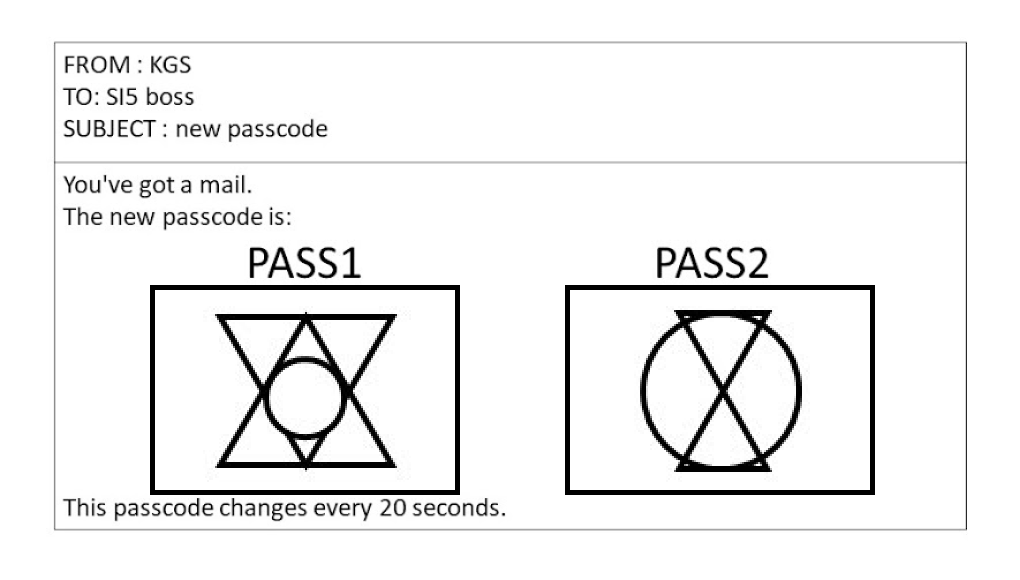 FROM : KGS
TO: SI5 boss
SUBJECT : new passcode
You've got a mail.
The new passcode is:
PASS1 PASS2
This passcode changes every 20 seconds.